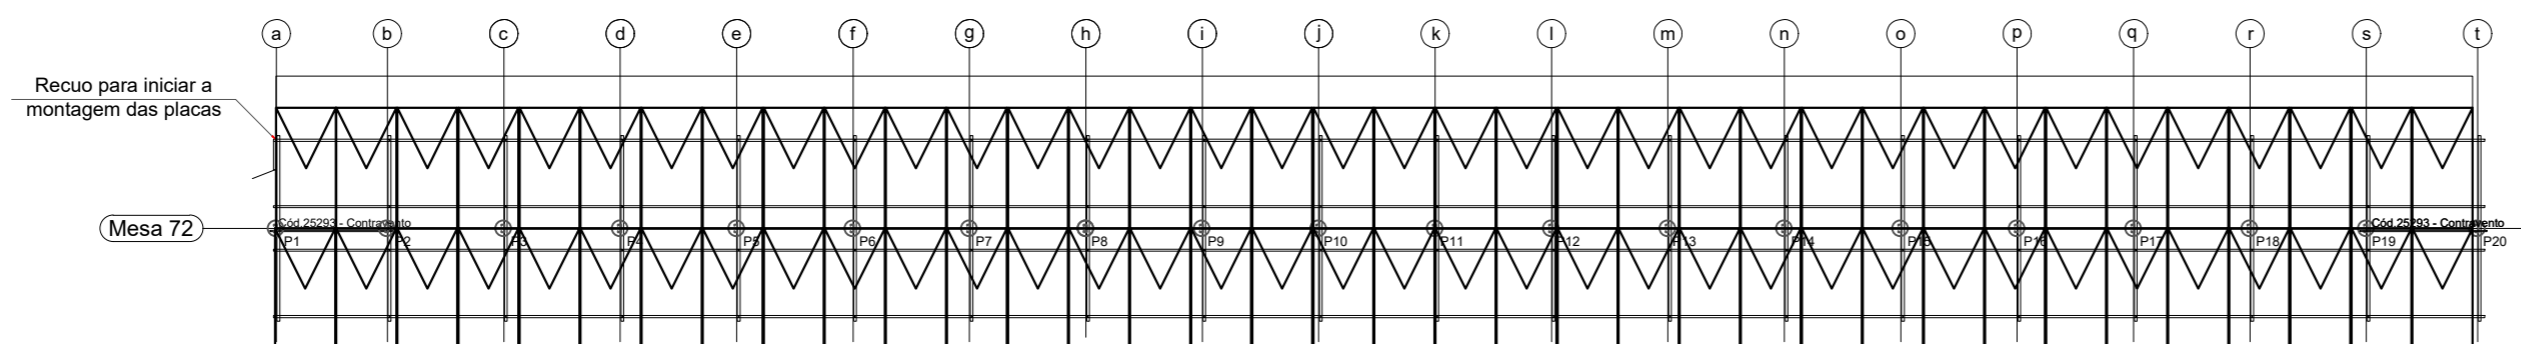 a b c d e f g h i j k l m n o p q r s t
Recuo para iniciar a
montagem das placas
Mesa 72
Cód.25293 - Contravento
Cód.25293 - Contravento
P1 P2 P3 P4 P5 P6 P7 P8 P9 P10 P11 P12 P13 P14 P15 P16 P17 P18 P19 P20